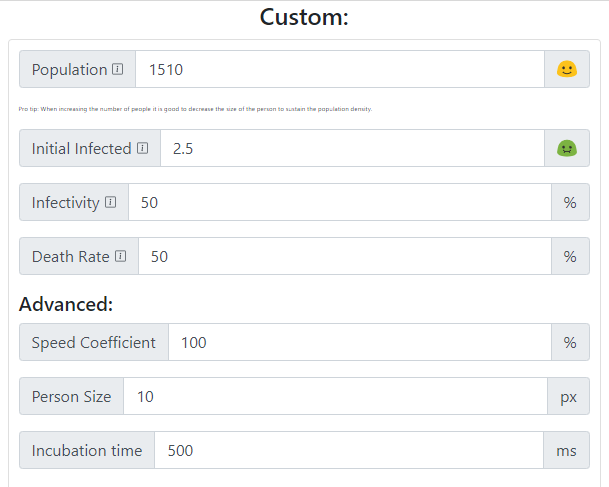 Custom:
Population 1510
Pro tip: When increasing the number of people it is good to decrease the size of the person to sustain the population density.
Initial Infected 2.5
Infectivity 50 %
Death Rate 50 %
Advanced:
Speed Coefficient 100 %
Person Size 10 px
Incubation time 500 ms